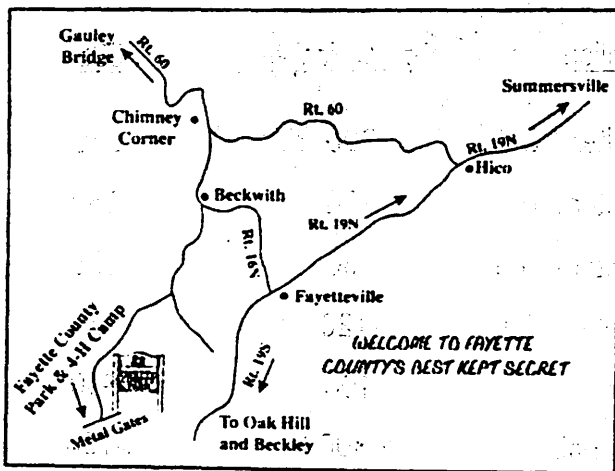 Gauley
Bridge
Rt. 60
Summersville
Chimney
Corner
Rt. 60
Rt. 19N
Hico
Beckwith
Rt. 19N
Rt. 16N
Fayetteville
Fayette County
Park & 4-H Camp
Rt. 19S
WELCOME TO FAYETTE
COUNTY'S BEST KEPT SECRET
Metal Gates
To Oak Hill
and Beckley